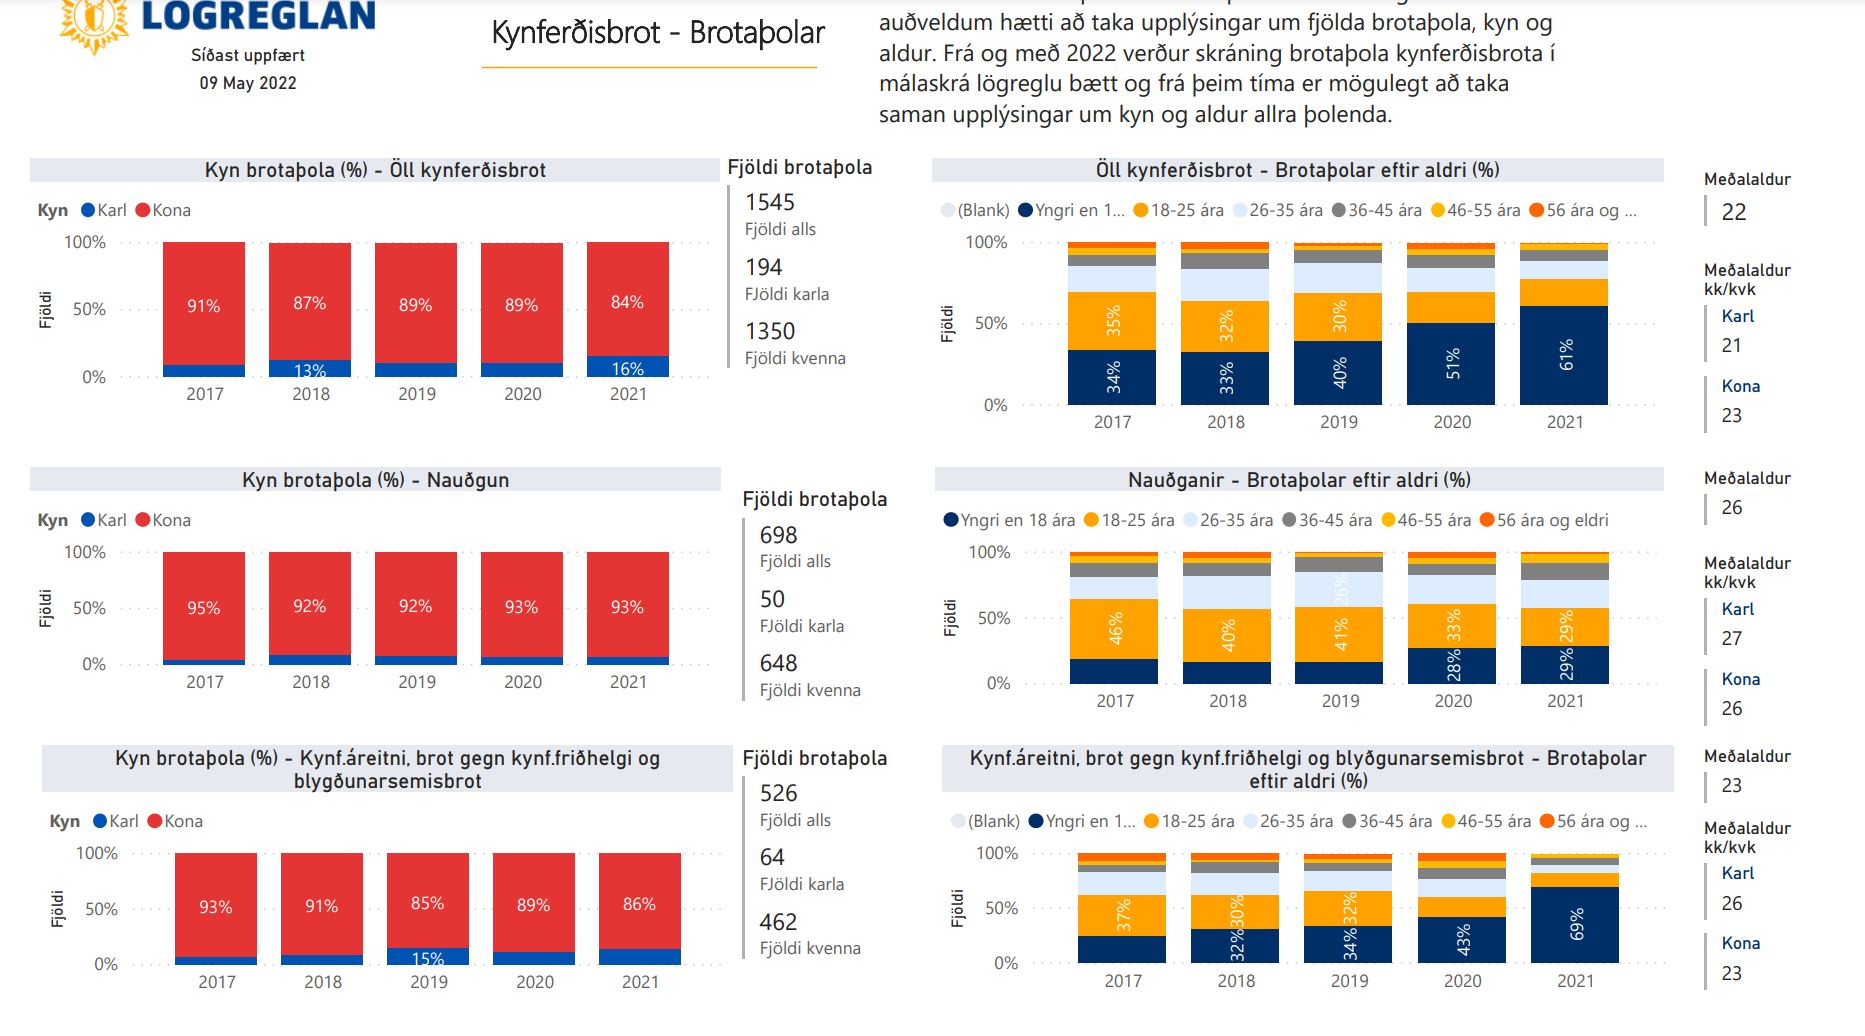 LOGREGLAN
Síðast uppfært
09 May 2022
Kynferðisbrot - Brotaþolar
auðveldum hætti að taka upplýsingar um fjölda brotaþola, kyn og
aldur. Frá og með 2022 verður skráning brotaþola kynferðisbrota í
málaskrá lögreglu bætt og frá þeim tíma er mögulegt að taka
saman upplýsingar um kyn og aldur allra þolenda.
Kyn brotaþola (%) - Öll kynferðisbrot
Kyn Karl Kona
Fjöldi
100%
50%
0%
91% 87% 89% 89% 84%
13% 16%
2017 2018 2019 2020 2021
Fjöldi brotaþola
1545
Fjöldi alls
194
FJöldi karla
1350
Fjöldi kvenna
Öll kynferðisbrot - Brotaþolar eftir aldri (%)
(Blank) Yngri en 1... 18-25 ára 26-35 ára 36-45 ára 46-55 ára 56 ára og ...
Fjöldi
100%
50%
0%
35% 32% 30%
34% 33% 40% 51% 61%
2017 2018 2019 2020 2021
Meðalaldur
22
Meðalaldur
kk/kvk
Karl
21
Kona
23
Kyn brotaþola (%) - Nauðgun
Kyn Karl Kona
Fjöldi
100%
50%
0%
95% 92% 92% 93% 93%
2017 2018 2019 2020 2021
Fjöldi brotaþola
698
Fjöldi alls
50
FJöldi karla
648
Fjöldi kvenna
Nauðganir - Brotaþolar eftir aldri (%)
Yngri en 18 ára 18-25 ára 26-35 ára 36-45 ára 46-55 ára 56 ára og eldri
Fjöldi
100%
50%
0%
26%
46% 40% 41% 33% 29%
28% 29%
2017 2018 2019 2020 2021
Meðalaldur
26
Meðalaldur
kk/kvk
Karl
27
Kona
26
Kyn brotaþola (%) - Kynf.áreitni, brot gegn kynf.friðhelgi og
blygðunarsemisbrot
Kyn Karl Kona
Fjöldi
100%
50%
0%
93% 91% 85% 89% 86%
15%
2017 2018 2019 2020 2021
Fjöldi brotaþola
526
Fjöldi alls
64
FJöldi karla
462
Fjöldi kvenna
Kynf.áreitni, brot gegn kynf.friðhelgi og blyðgunarsemisbrot - Brotaþolar
eftir aldri (%)
(Blank) Yngri en 1... 18-25 ára 26-35 ára 36-45 ára 46-55 ára 56 ára og ...
Fjöldi
100%
50%
0%
37% 30% 32%
32% 34% 43% 69%
2017 2018 2019 2020 2021
Meðalaldur
23
Meðalaldur
kk/kvk
Karl
26
Kona
23